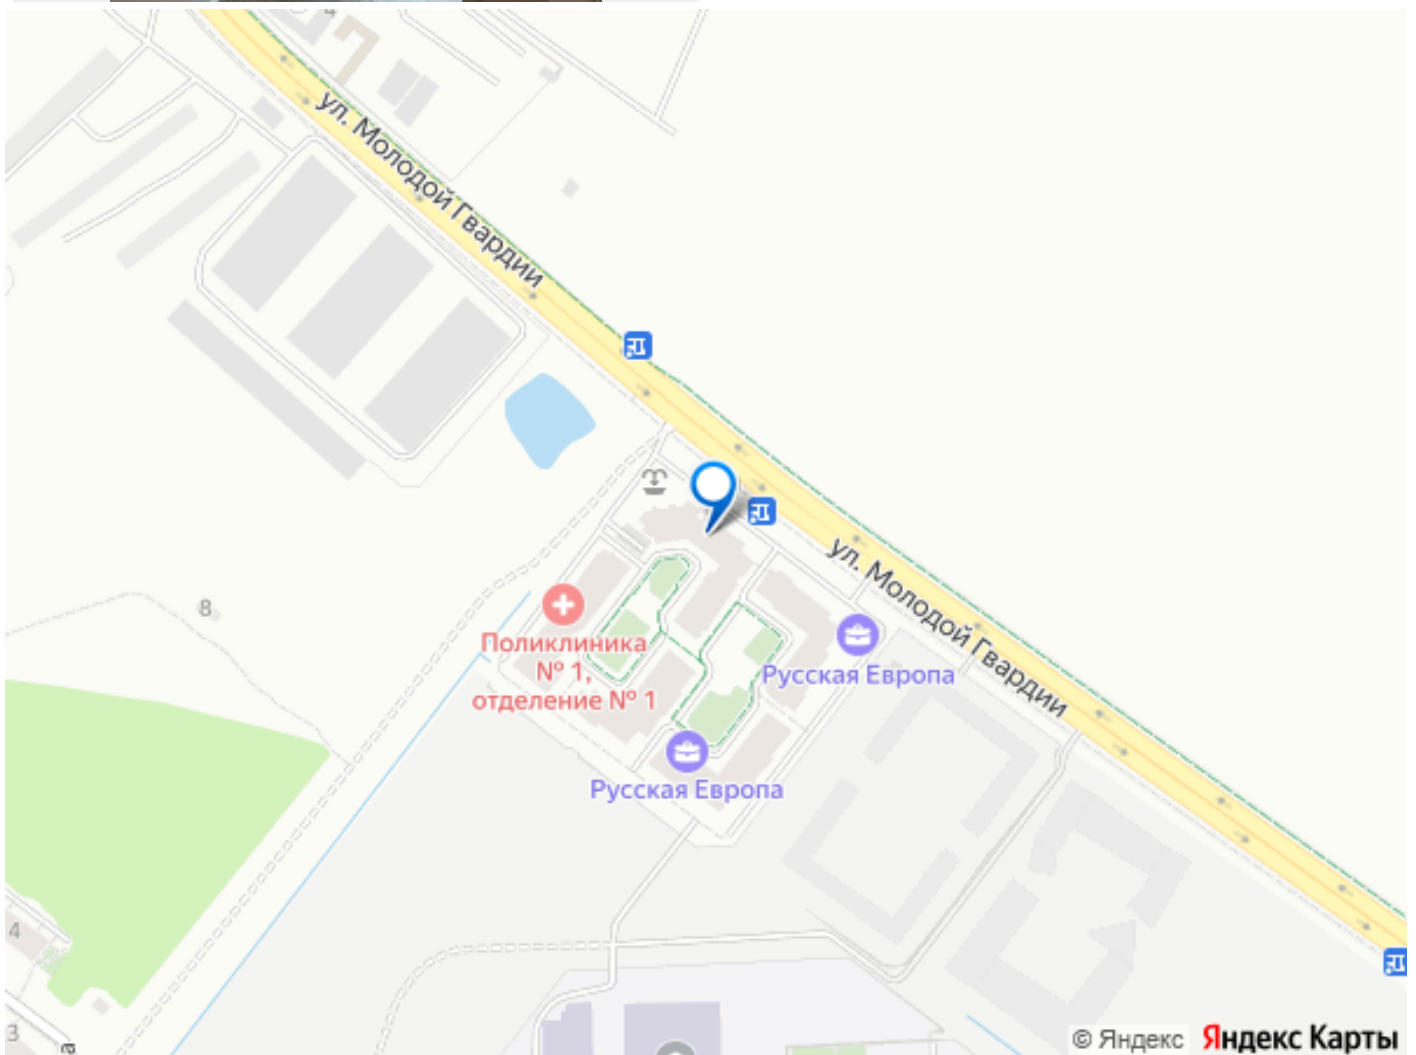 4
ул. Молодой Гвардии
8
Поликлиника
№ 1,
отделение № 1
ул. Молодой Гвардии
Русская Европа
Русская Европа
4
3
а
© Яндекс Яндекс Карты